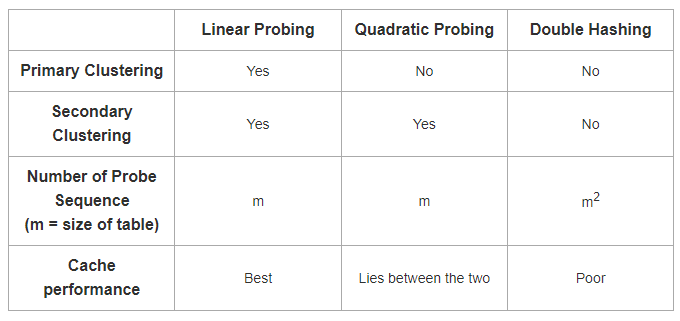 Linear Probing Quadratic Probing Double Hashing
Primary Clustering Yes No No
Secondary
Clustering Yes Yes No
Number of Probe
Sequence
(m = size of table) m m m²
Cache
performance Best Lies between the two Poor